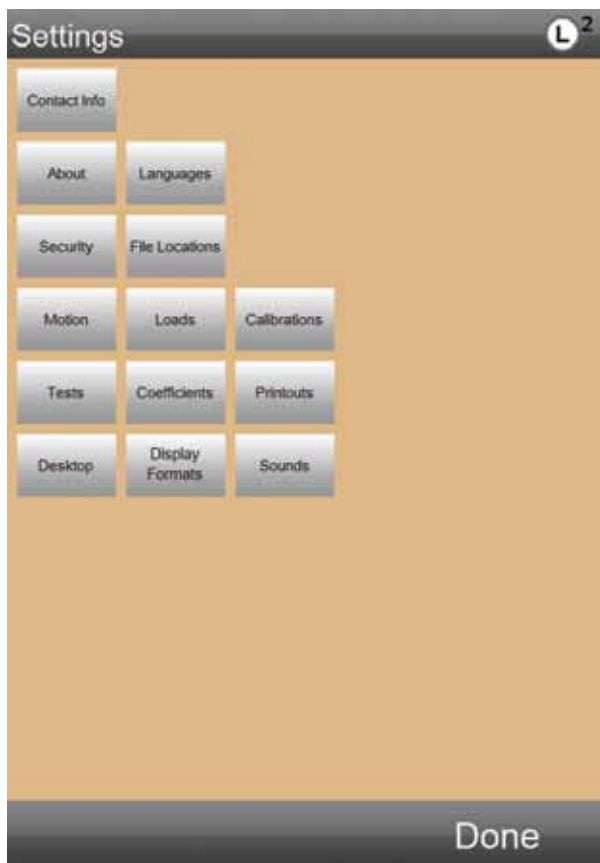 Settings
L2
Contact Info
About Languages
Security File Locations
Motion Loads Calibrations
Tests Coefficients Printouts
Desktop Display Formats Sounds
Done